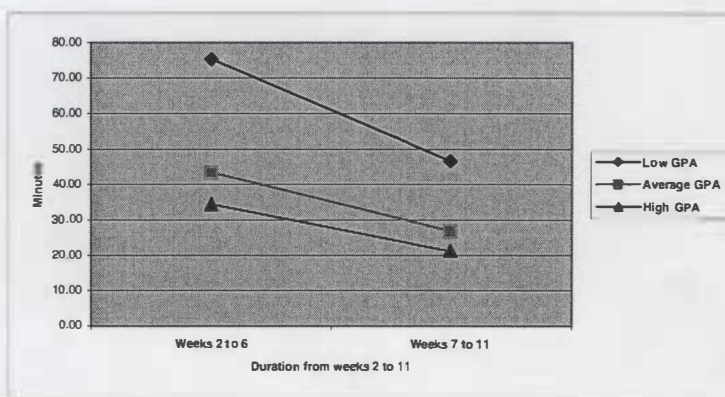 80.00
70.00
60.00
50.00
40.00
30.00
20.00
10.00
0.00
Minutes
Weeks 2 to 6
Weeks 7 to 11
Duration from weeks 2 to 11
Low GPA
Average GPA
High GPA